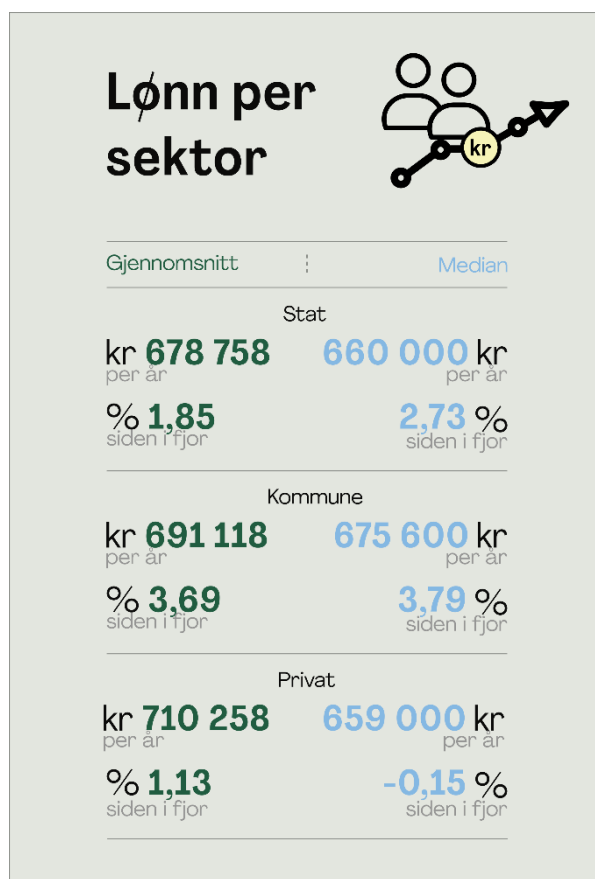 Lønn per
sektor
kr
Gjennomsnitt Median
Stat
kr 678 758 660 000 kr
per år per år
% 1,85 2,73 %
siden i fjor siden i fjor
Kommune
kr 691 118 675 600 kr
per år per år
% 3,69 3,79 %
siden i fjor siden i fjor
Privat
kr 710 258 659 000 kr
per år per år
% 1,13 -0,15 %
siden i fjor siden i fjor